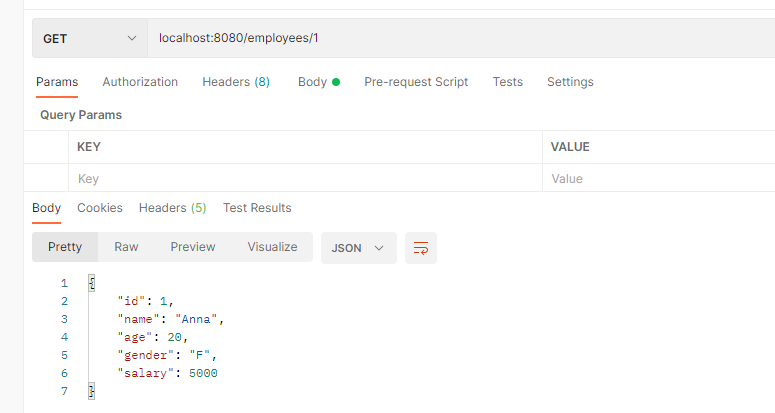 GET localhost:8080/employees/1
Params Authorization Headers (8) Body Pre-request Script Tests Settings
Query Params
KEY VALUE
Key Value
Body Cookies Headers (5) Test Results
Pretty Raw Preview Visualize JSON
1 {
2 "id": 1,
3 "name": "Anna",
4 "age": 20,
5 "gender": "F",
6 "salary": 5000
7 }